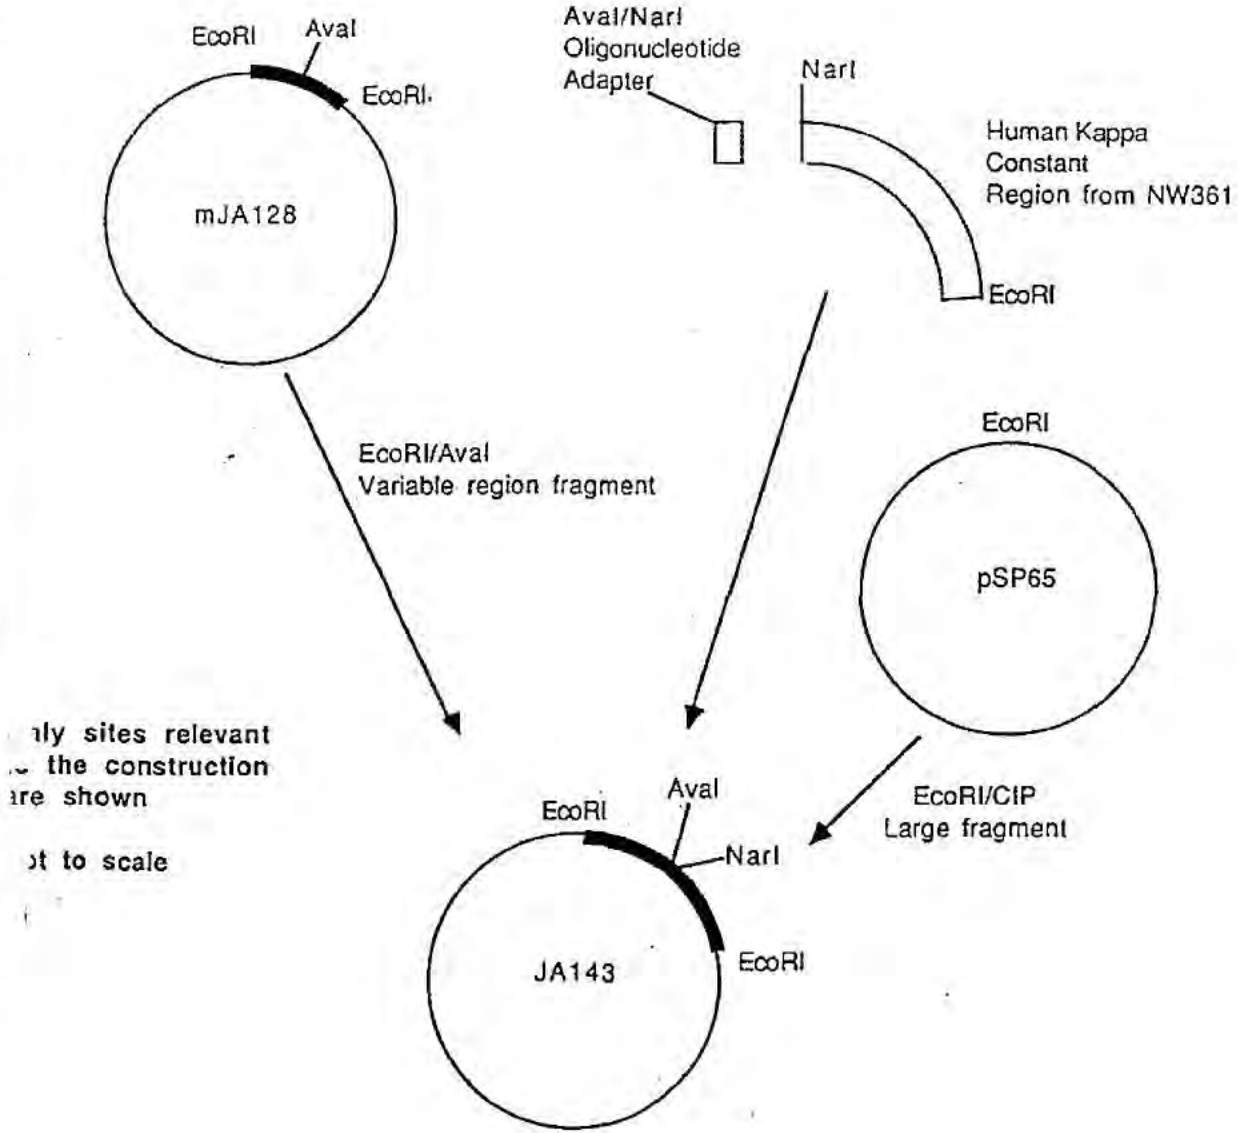 EcoRI
AvaI
EcoRI
mJA128
AvaI/NarI
Oligonucleotide
Adapter
NarI
Human Kappa
Constant
Region from NW361
EcoRI
EcoRI/AvaI
Variable region fragment
EcoRI
pSP65
sites relevant
the construction
shown
to scale
EcoRI/CIP
Large fragment
EcoRI
AvaI
NarI
EcoRI
JA143